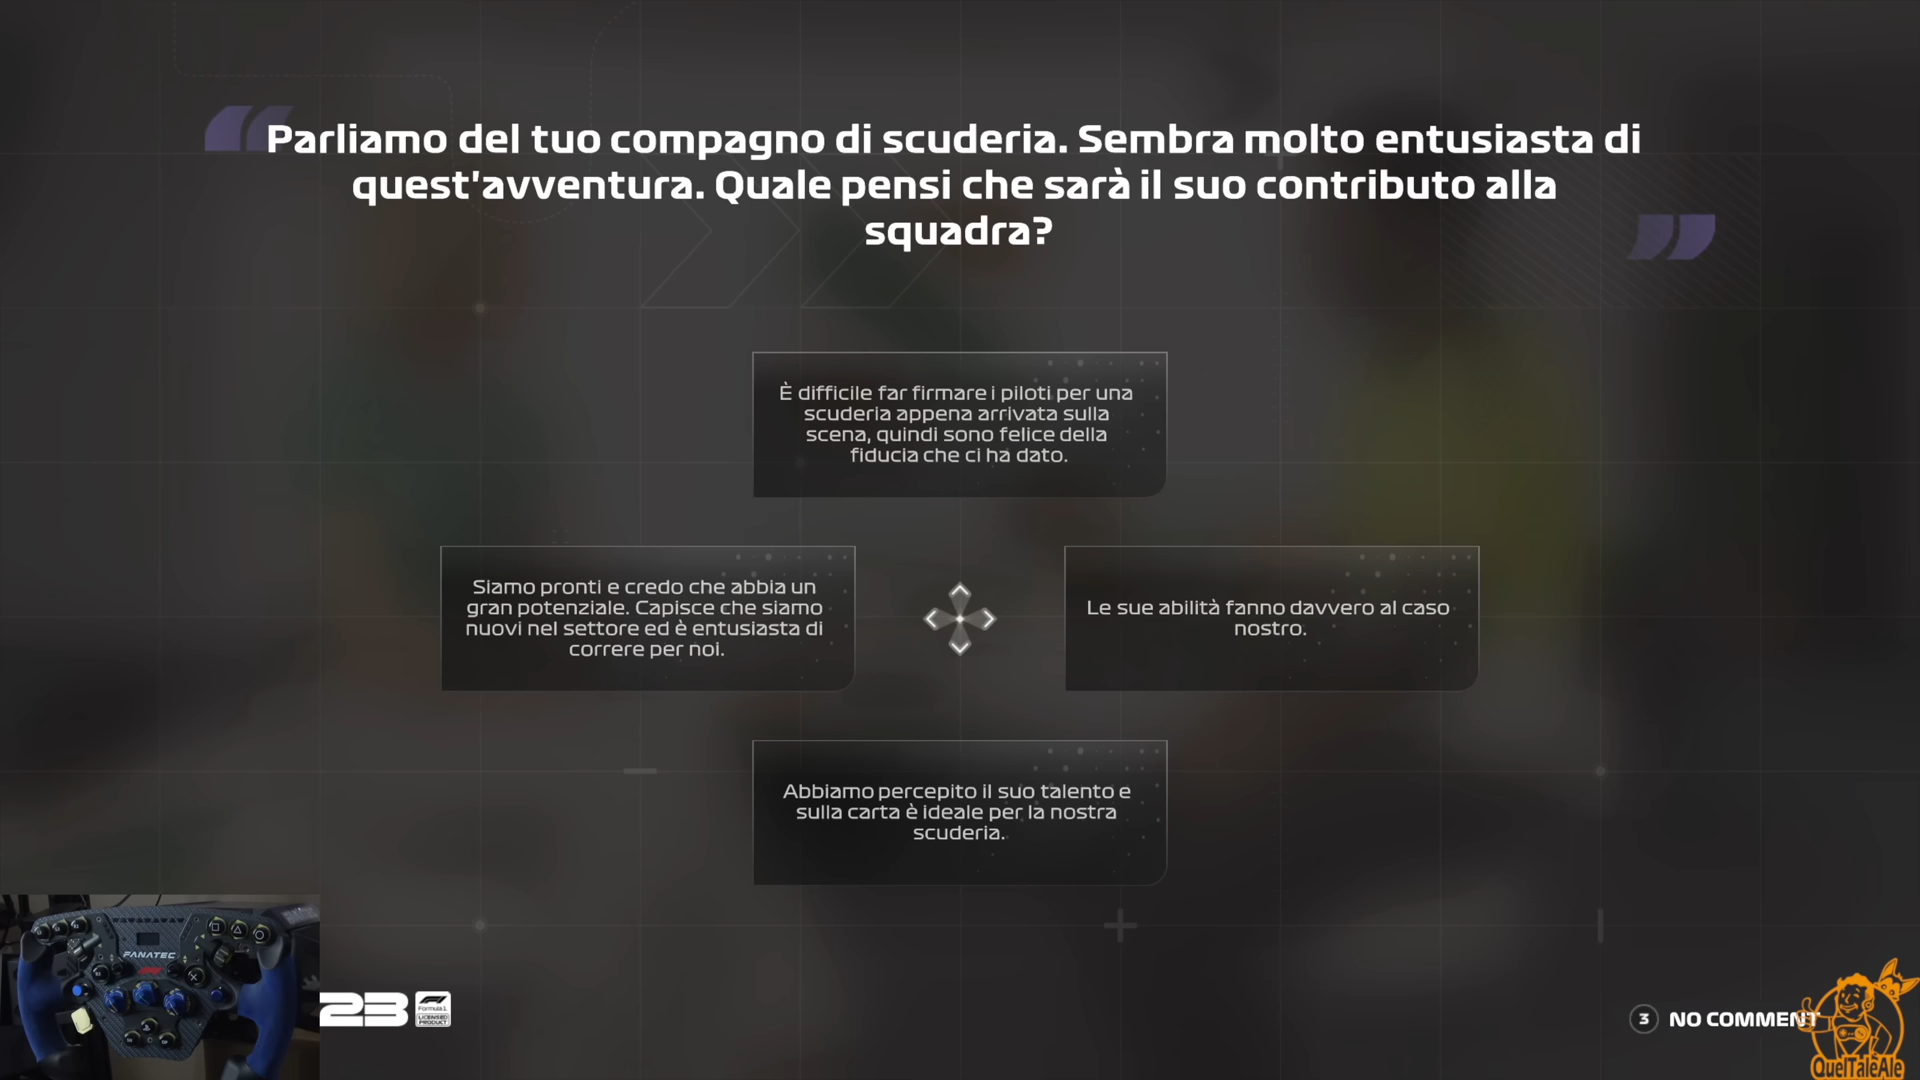 Parliamo del tuo compagno di scuderia. Sembra molto entusiasta di
quest'avventura. Quale pensi che sarà il suo contributo alla
squadra?
È difficile far firmare i piloti per una
scuderia appena arrivata sulla
scena, quindi sono felice della
fiducia che ci ha dato.
Siamo pronti e credo che abbia un
gran potenziale. Capisce che siamo
nuovi nel settore ed è entusiasta di
correre per noi.
Le sue abilità fanno davvero al caso
nostro.
Abbiamo percepito il suo talento e
sulla carta è ideale per la nostra
scuderia.
FANATEC
23
Formula 1
LICENSED
PRODUCT
3 NO COMMENT
QuelTaleAle